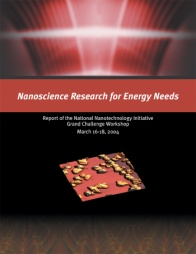 Nanoscience Research for Energy Needs
Report of the National Nanotechnology Initiative
Grand Challenge Workshop
March 16-18, 2004